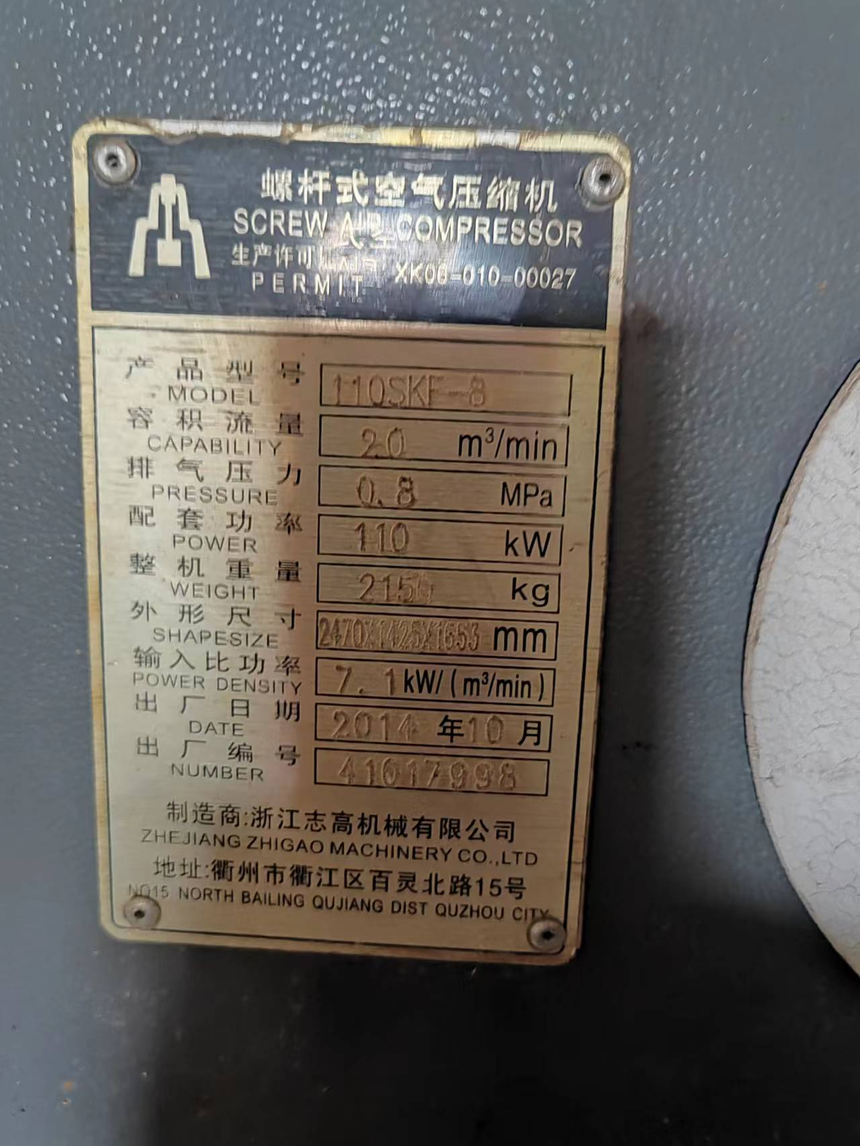 螺杆式空气压缩机
SCREW AIR COMPRESSOR
生产许可
PERMIT XK06-010-00027
产品型号 110SKF-8
MODEL
容积流量 20 m³/min
CAPABILITY
排气压力 0.8 MPa
PRESSURE
配套功率 110 kW
POWER
整机重量 kg
WEIGHT
外形尺寸 2470X1425X1653 mm
SHAPESIZE
输入比功率 7.1kW/(m³/min)
POWER DENSITY
出厂日期 2014年10月
DATE
出厂编号 41017998
NUMBER
制造商:浙江志高机械有限公司
ZHEJIANG ZHIGAO MACHINERY CO.,LTD
地址:衢州市衢江区百灵北路15号
NO15 NORTH BAILING QUJIANG DIST QUZHOU CITY